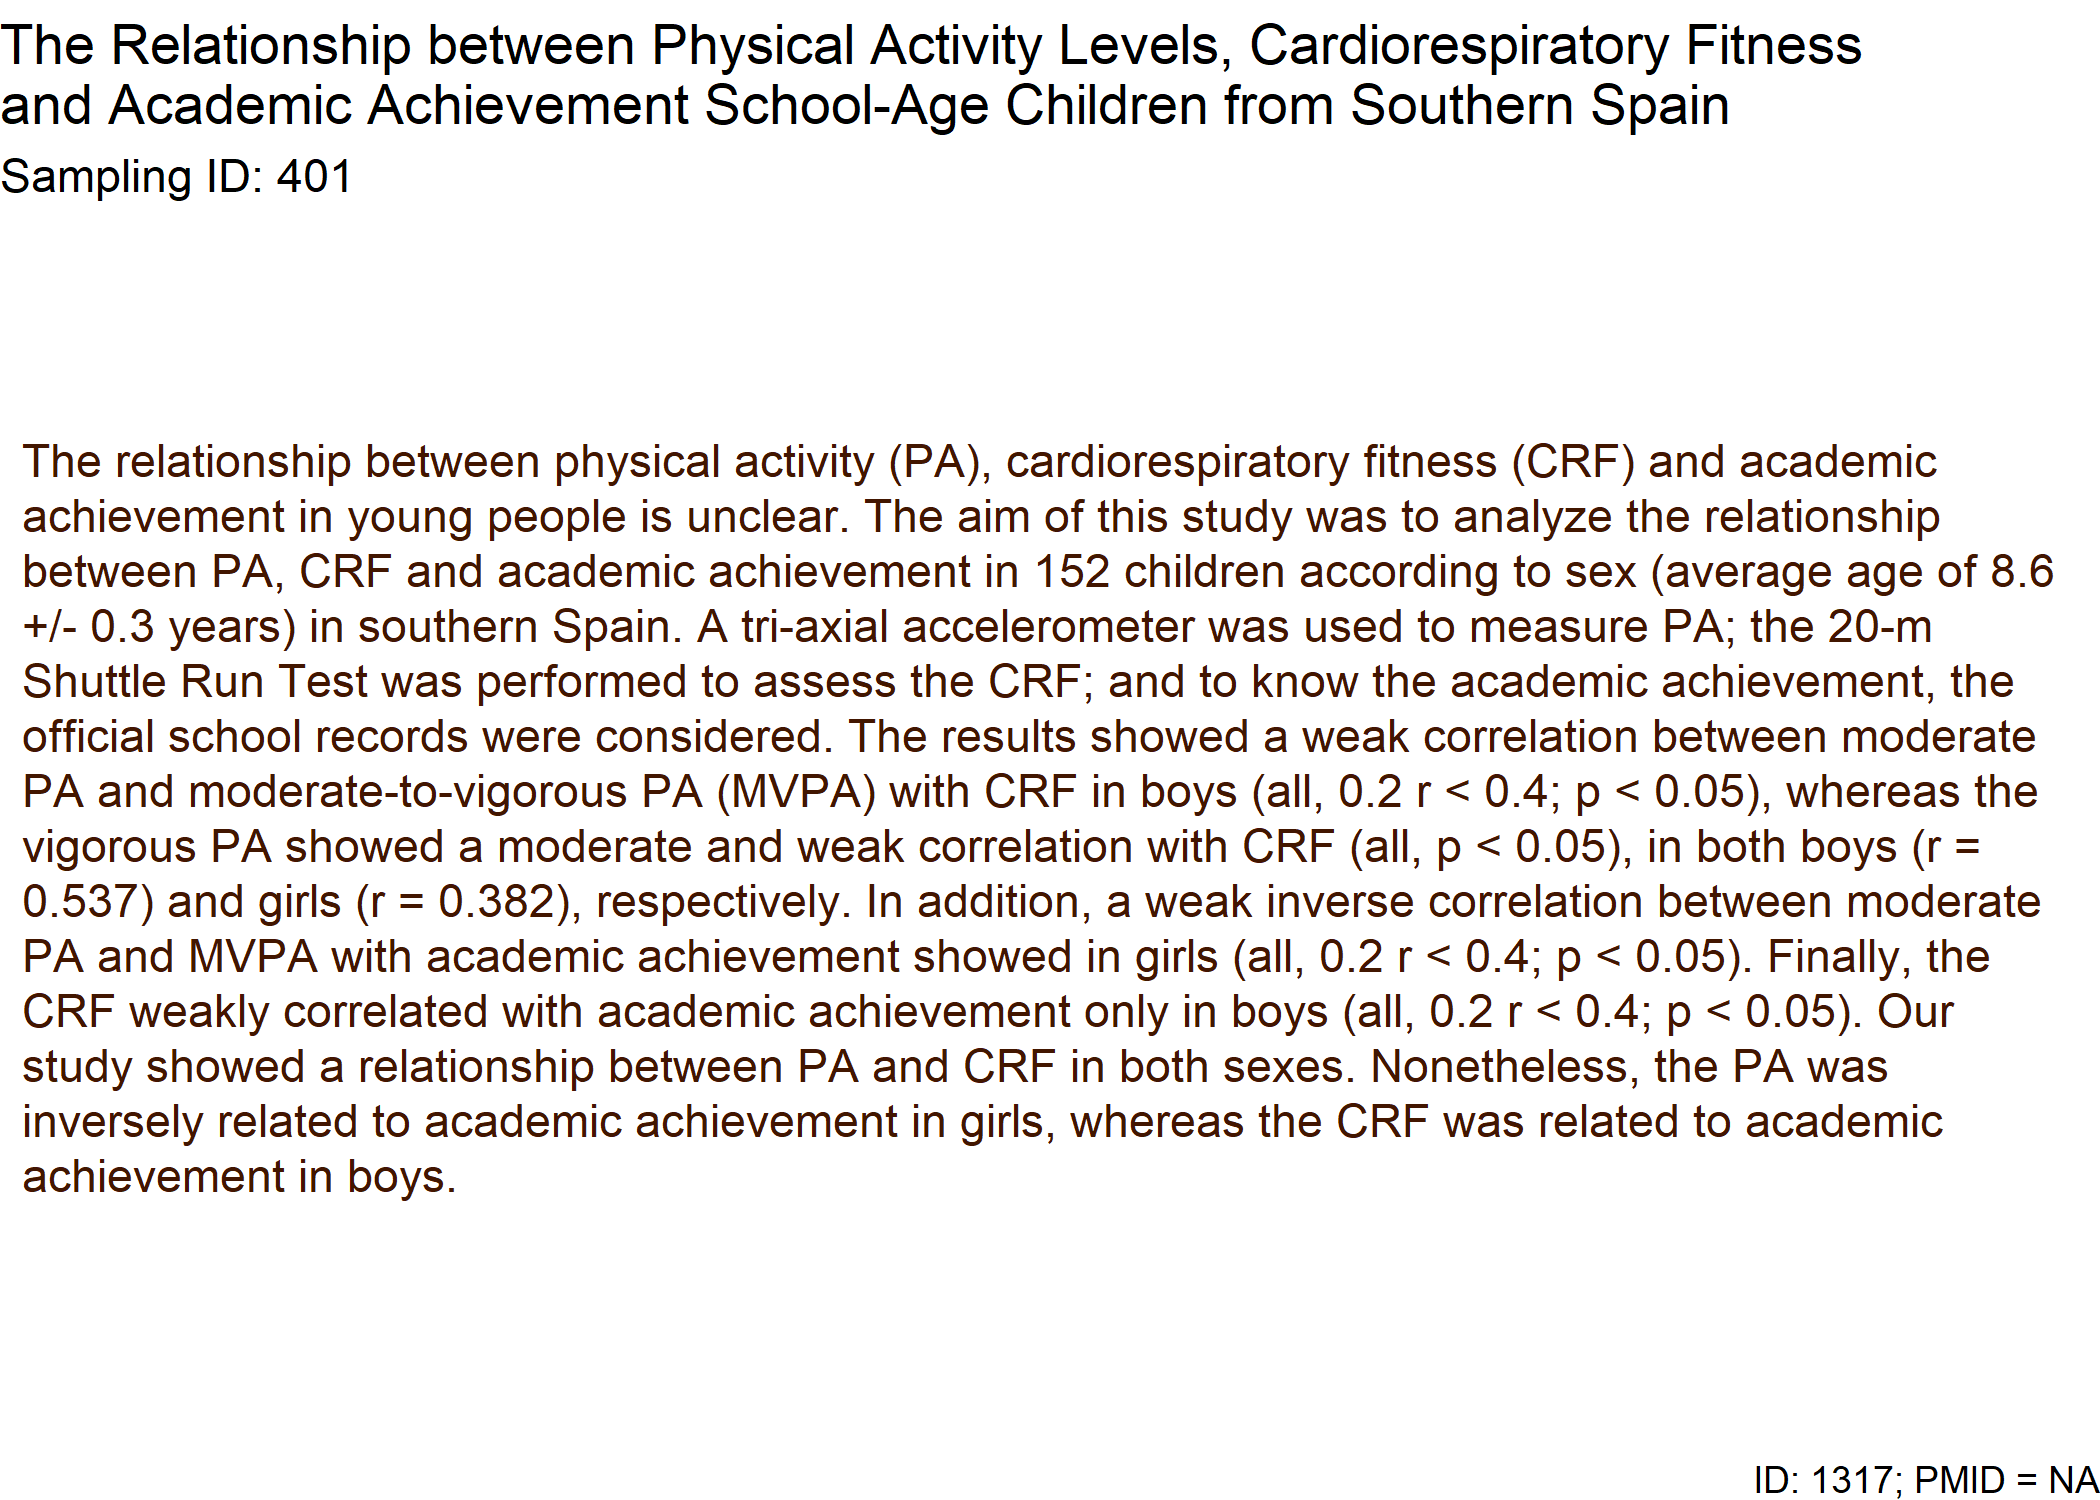 The Relationship between Physical Activity Levels, Cardiorespiratory Fitness
and Academic Achievement School-Age Children from Southern Spain
Sampling ID: 401
The relationship between physical activity (PA), cardiorespiratory fitness (CRF) and academic
achievement in young people is unclear. The aim of this study was to analyze the relationship
between PA, CRF and academic achievement in 152 children according to sex (average age of 8.6
+/- 0.3 years) in southern Spain. A tri-axial accelerometer was used to measure PA; the 20-m
Shuttle Run Test was performed to assess the CRF; and to know the academic achievement, the
official school records were considered. The results showed a weak correlation between moderate
PA and moderate-to-vigorous PA (MVPA) with CRF in boys (all, 0.2 r < 0.4; p < 0.05), whereas the
vigorous PA showed a moderate and weak correlation with CRF (all, p < 0.05), in both boys (r =
0.537) and girls (r = 0.382), respectively. In addition, a weak inverse correlation between moderate
PA and MVPA with academic achievement showed in girls (all, 0.2 r < 0.4; p < 0.05). Finally, the
CRF weakly correlated with academic achievement only in boys (all, 0.2 r < 0.4; p < 0.05). Our
study showed a relationship between PA and CRF in both sexes. Nonetheless, the PA was
inversely related to academic achievement in girls, whereas the CRF was related to academic
achievement in boys.
ID: 1317; PMID = NA